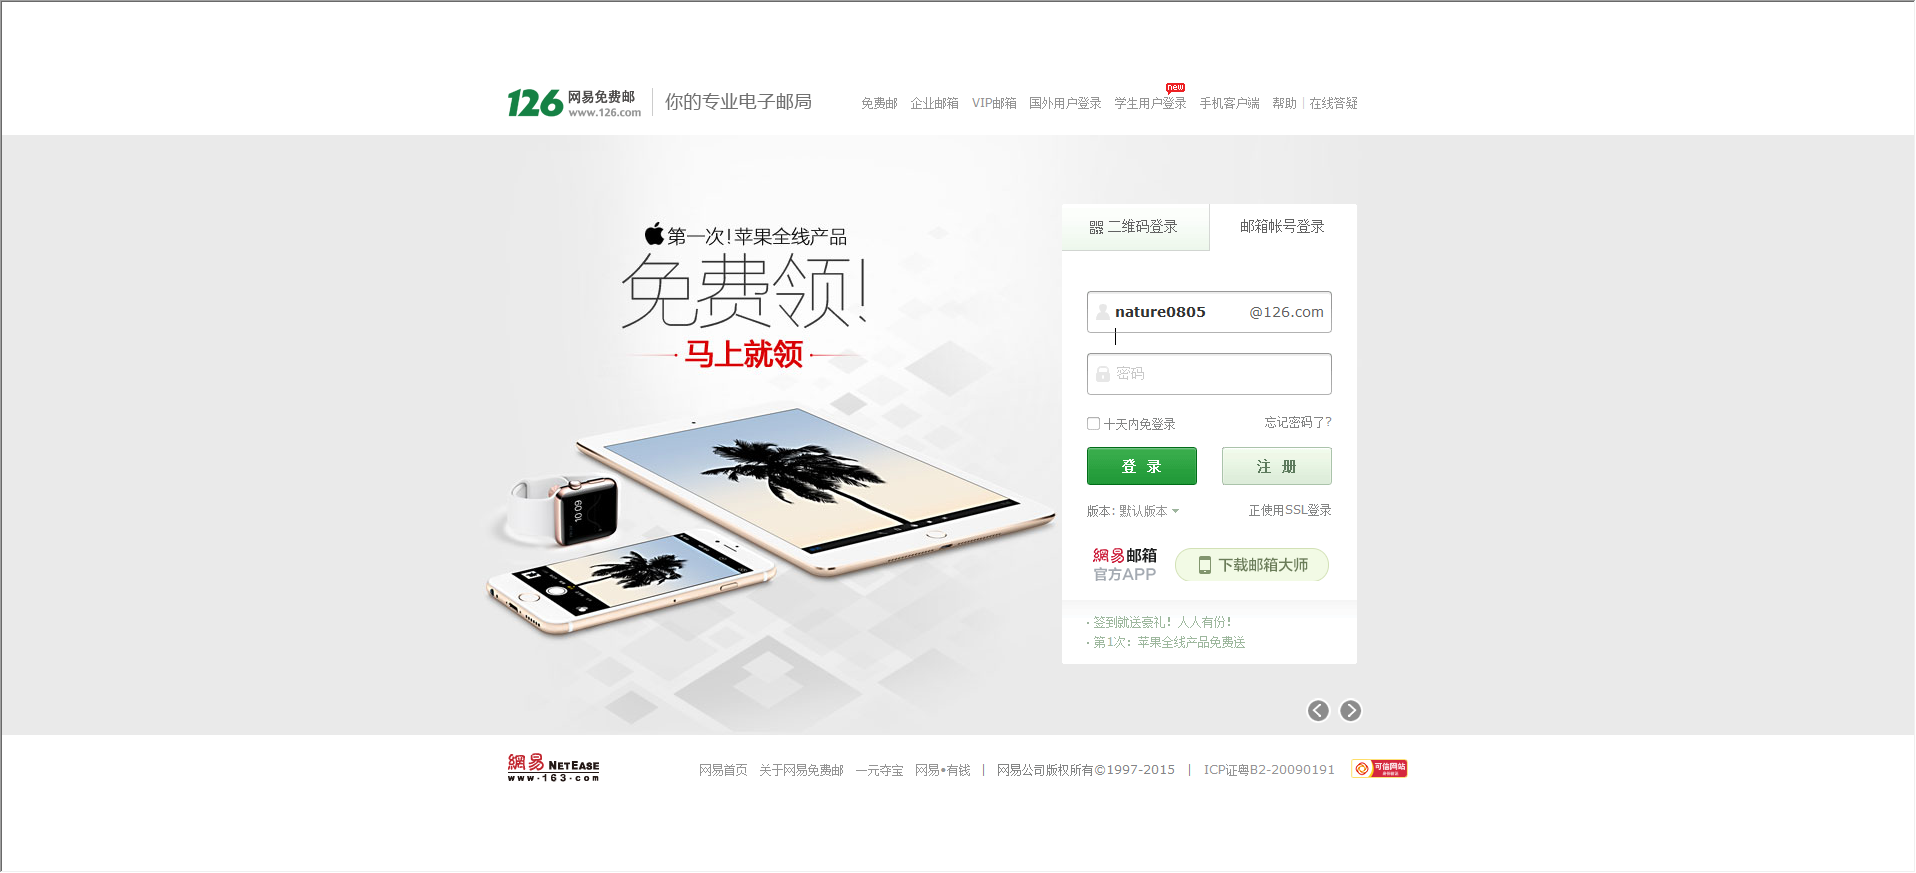 126 网易免费邮
www.126.com
你的专业电子邮局
免费邮 企业邮箱 VIP邮箱 国外用户登录 学生用户登录 new 手机客户端 帮助 | 在线答疑
第一次!苹果全线产品
免费领!
马上就领
10:09
二维码登录 邮箱帐号登录
nature0805 @126.com
密码
十天内免登录 忘记密码了?
登 录 注 册
版本: 默认版本 正使用SSL登录
網易邮箱
官方APP
下载邮箱大师
· 签到就送豪礼! 人人有份!
· 第1次: 苹果全线产品免费送
網易 NETEASE
www.163.com
网易首页 关于网易免费邮 一元夺宝 网易•有钱 | 网易公司版权所有©1997-2015 | ICP证粤B2-20090191
可信网站